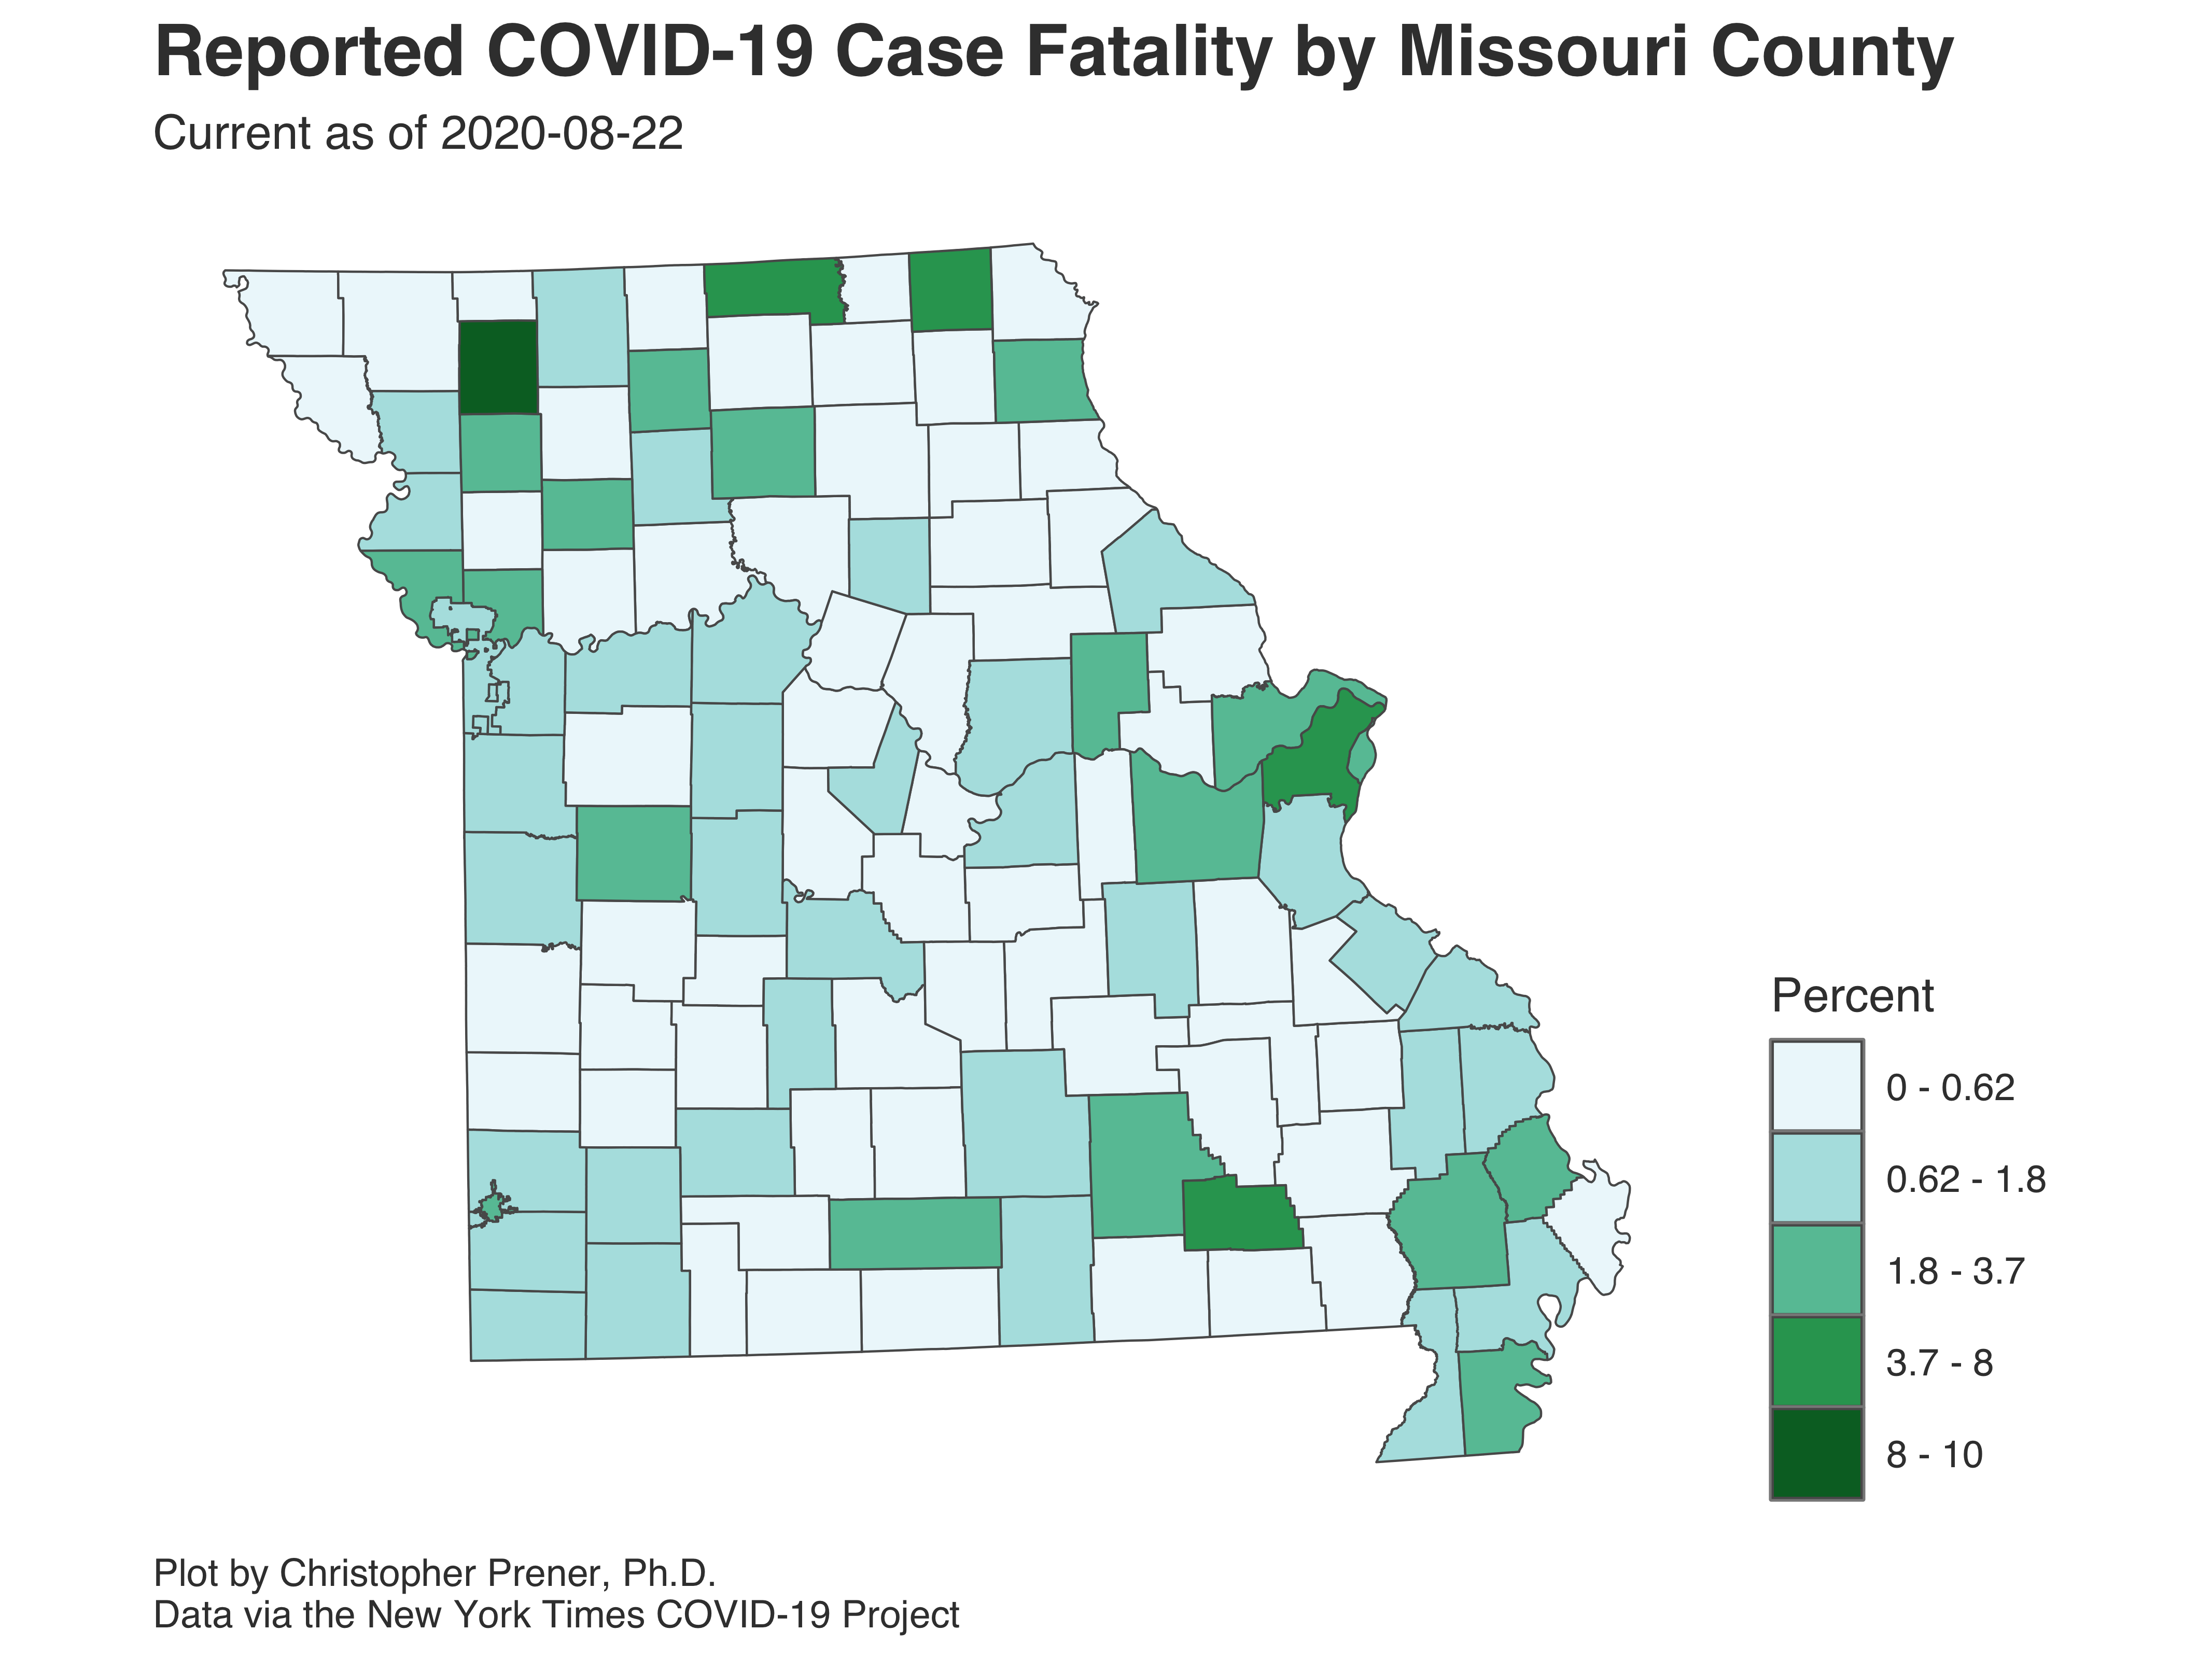 Reported COVID-19 Case Fatality by Missouri County
Current as of 2020-08-22
Percent
0 - 0.62
0.62 - 1.8
1.8 - 3.7
3.7 - 8
8 - 10
Plot by Christopher Prener, Ph.D.
Data via the New York Times COVID-19 Project